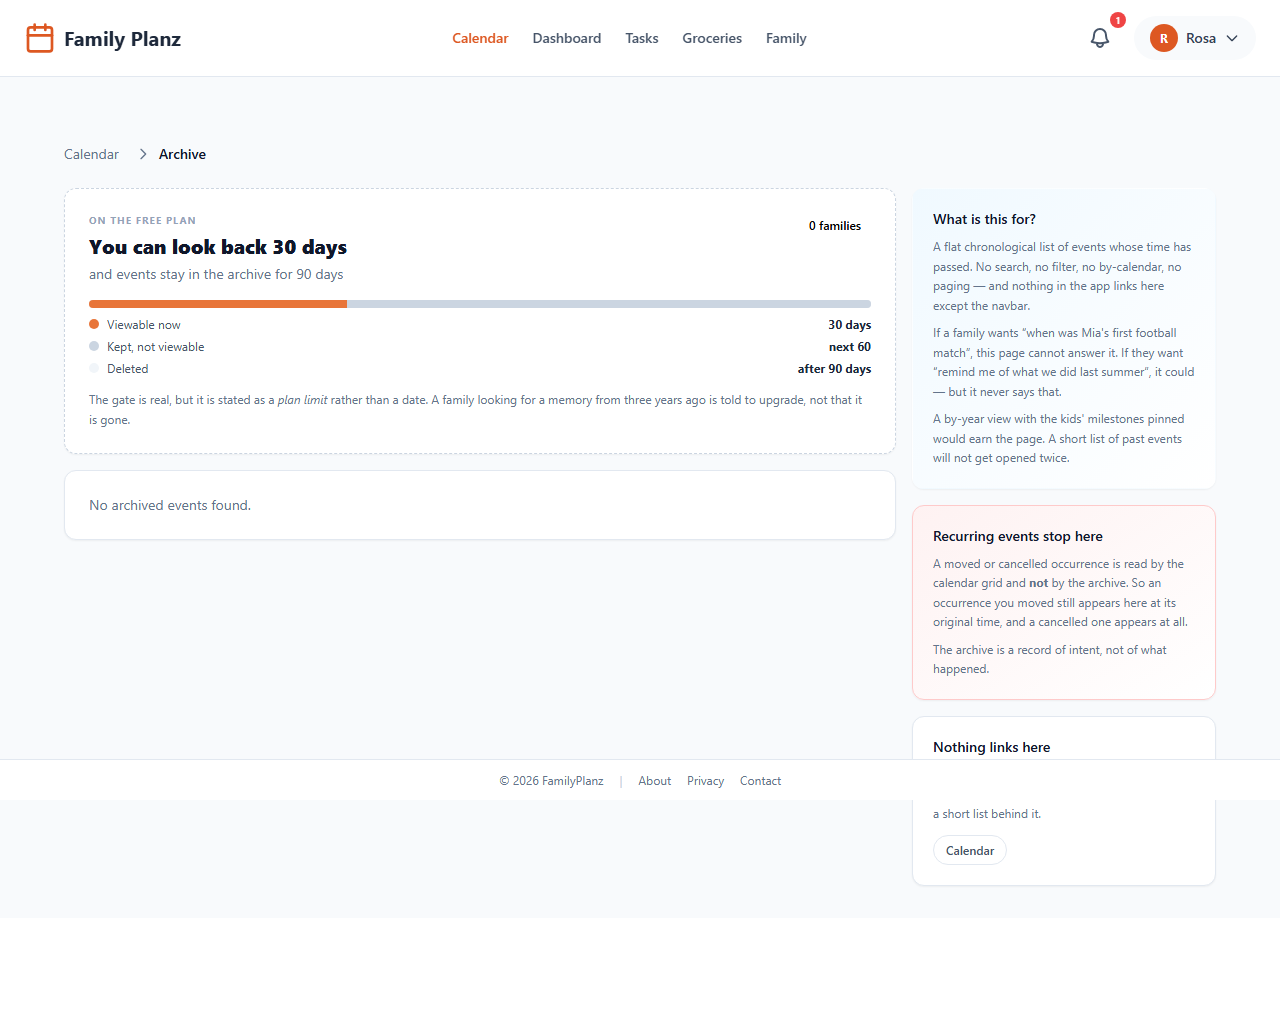 Family Planz
Calendar
Dashboard
Tasks
Groceries
Family
1
R
Rosa
Calendar
Archive
ON THE FREE PLAN
You can look back 30 days
and events stay in the archive for 90 days
0 families
Viewable now
30 days
Kept, not viewable
next 60
Deleted
after 90 days
The gate is real, but it is stated as a plan limit rather than a date. A family looking for a memory from three years ago is told to upgrade, not that it
is gone.
No archived events found.
What is this for?
A flat chronological list of events whose time has
passed. No search, no filter, no by-calendar, no
paging — and nothing in the app links here
except the navbar.
If a family wants “when was Mia's first football
match”, this page cannot answer it. If they want
“remind me of what we did last summer”, it could
— but it never says that.
A by-year view with the kids' milestones pinned
would earn the page. A short list of past events
will not get opened twice.
Recurring events stop here
A moved or cancelled occurrence is read by the
calendar grid and not by the archive. So an
occurrence you moved still appears here at its
original time, and a cancelled one appears at all.
The archive is a record of intent, not of what
happened.
Nothing links here
a short list behind it.
Calendar
© 2026 FamilyPlanz
|
About
Privacy
Contact